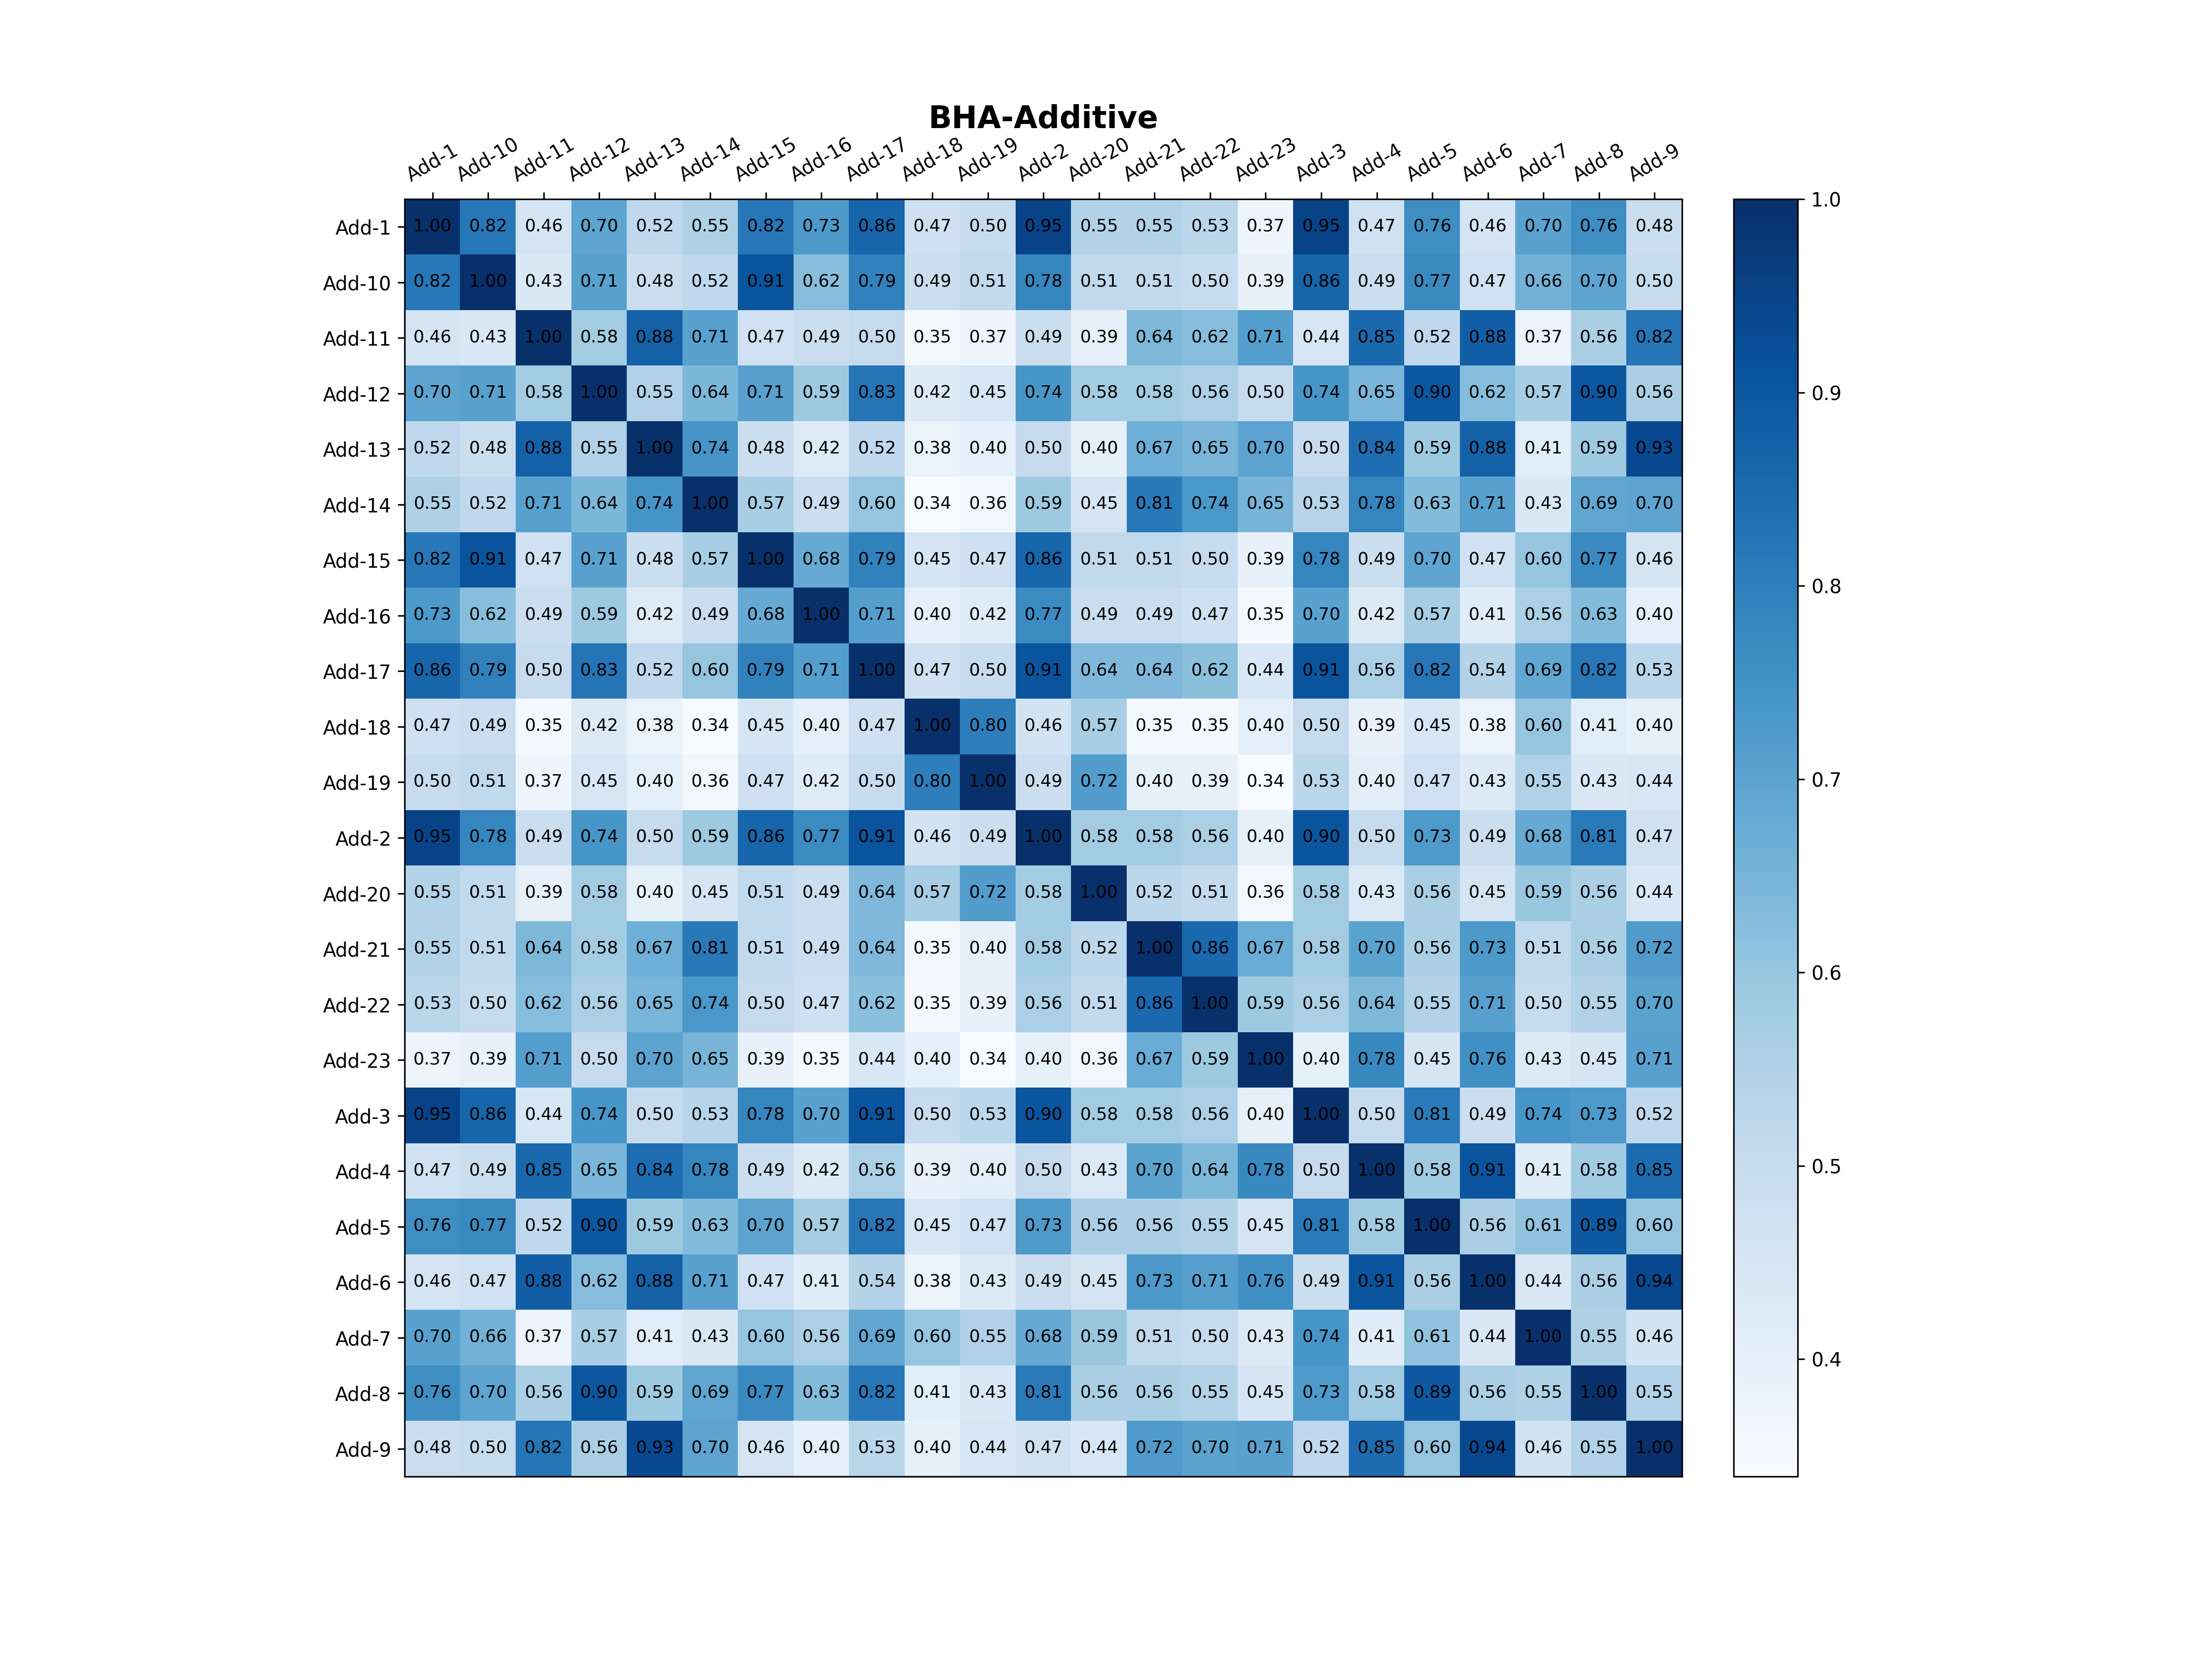 BHA-Additive
Add-1 Add-10 Add-11 Add-12 Add-13 Add-14 Add-15 Add-16 Add-17 Add-18 Add-19 Add-2 Add-20 Add-21 Add-22 Add-23 Add-3 Add-4 Add-5 Add-6 Add-7 Add-8 Add-9
Add-1 1.00 0.82 0.46 0.70 0.52 0.55 0.82 0.73 0.86 0.47 0.50 0.95 0.55 0.55 0.53 0.37 0.95 0.47 0.76 0.46 0.70 0.76 0.48
Add-10 0.82 1.00 0.43 0.71 0.48 0.52 0.91 0.62 0.79 0.49 0.51 0.78 0.51 0.51 0.50 0.39 0.86 0.49 0.77 0.47 0.66 0.70 0.50
Add-11 0.46 0.43 1.00 0.58 0.88 0.71 0.47 0.49 0.50 0.35 0.37 0.49 0.39 0.64 0.62 0.71 0.44 0.85 0.52 0.88 0.37 0.56 0.82
Add-12 0.70 0.71 0.58 1.00 0.55 0.64 0.71 0.59 0.83 0.42 0.45 0.74 0.58 0.58 0.56 0.50 0.74 0.65 0.90 0.62 0.57 0.90 0.56
Add-13 0.52 0.48 0.88 0.55 1.00 0.74 0.48 0.42 0.52 0.38 0.40 0.50 0.40 0.67 0.65 0.70 0.50 0.84 0.59 0.88 0.41 0.59 0.93
Add-14 0.55 0.52 0.71 0.64 0.74 1.00 0.57 0.49 0.60 0.34 0.36 0.59 0.45 0.81 0.74 0.65 0.53 0.78 0.63 0.71 0.43 0.69 0.70
Add-15 0.82 0.91 0.47 0.71 0.48 0.57 1.00 0.68 0.79 0.45 0.47 0.86 0.51 0.51 0.50 0.39 0.78 0.49 0.70 0.47 0.60 0.77 0.46
Add-16 0.73 0.62 0.49 0.59 0.42 0.49 0.68 1.00 0.71 0.40 0.42 0.77 0.49 0.49 0.47 0.35 0.70 0.42 0.57 0.41 0.56 0.63 0.40
Add-17 0.86 0.79 0.50 0.83 0.52 0.60 0.79 0.71 1.00 0.47 0.50 0.91 0.64 0.64 0.62 0.44 0.91 0.56 0.82 0.54 0.69 0.82 0.53
Add-18 0.47 0.49 0.35 0.42 0.38 0.34 0.45 0.40 0.47 1.00 0.80 0.46 0.57 0.35 0.35 0.40 0.50 0.39 0.45 0.38 0.60 0.41 0.40
Add-19 0.50 0.51 0.37 0.45 0.40 0.36 0.47 0.42 0.50 0.80 1.00 0.49 0.72 0.40 0.39 0.34 0.53 0.40 0.47 0.43 0.55 0.43 0.44
Add-2 0.95 0.78 0.49 0.74 0.50 0.59 0.86 0.77 0.91 0.46 0.49 1.00 0.58 0.58 0.56 0.40 0.90 0.50 0.73 0.49 0.68 0.81 0.47
Add-20 0.55 0.51 0.39 0.58 0.40 0.45 0.51 0.49 0.64 0.57 0.72 0.58 1.00 0.52 0.51 0.36 0.58 0.43 0.56 0.45 0.59 0.56 0.44
Add-21 0.55 0.51 0.64 0.58 0.67 0.81 0.51 0.49 0.64 0.35 0.40 0.58 0.52 1.00 0.86 0.67 0.58 0.70 0.56 0.73 0.51 0.56 0.72
Add-22 0.53 0.50 0.62 0.56 0.65 0.74 0.50 0.47 0.62 0.35 0.39 0.56 0.51 0.86 1.00 0.59 0.56 0.64 0.55 0.71 0.50 0.55 0.70
Add-23 0.37 0.39 0.71 0.50 0.70 0.65 0.39 0.35 0.44 0.40 0.34 0.40 0.36 0.67 0.59 1.00 0.40 0.78 0.45 0.76 0.43 0.45 0.71
Add-3 0.95 0.86 0.44 0.74 0.50 0.53 0.78 0.70 0.91 0.50 0.53 0.90 0.58 0.58 0.56 0.40 1.00 0.50 0.81 0.49 0.74 0.73 0.52
Add-4 0.47 0.49 0.85 0.65 0.84 0.78 0.49 0.42 0.56 0.39 0.40 0.50 0.43 0.70 0.64 0.78 0.50 1.00 0.58 0.91 0.41 0.58 0.85
Add-5 0.76 0.77 0.52 0.90 0.59 0.63 0.70 0.57 0.82 0.45 0.47 0.73 0.56 0.56 0.55 0.45 0.81 0.58 1.00 0.56 0.61 0.89 0.60
Add-6 0.46 0.47 0.88 0.62 0.88 0.71 0.47 0.41 0.54 0.38 0.43 0.49 0.45 0.73 0.71 0.76 0.49 0.91 0.56 1.00 0.44 0.56 0.94
Add-7 0.70 0.66 0.37 0.57 0.41 0.43 0.60 0.56 0.69 0.60 0.55 0.68 0.59 0.51 0.50 0.43 0.74 0.41 0.61 0.44 1.00 0.55 0.46
Add-8 0.76 0.70 0.56 0.90 0.59 0.69 0.77 0.63 0.82 0.41 0.43 0.81 0.56 0.56 0.55 0.45 0.73 0.58 0.89 0.56 0.55 1.00 0.55
Add-9 0.48 0.50 0.82 0.56 0.93 0.70 0.46 0.40 0.53 0.40 0.44 0.47 0.44 0.72 0.70 0.71 0.52 0.85 0.60 0.94 0.46 0.55 1.00
1.0
0.9
0.8
0.7
0.6
0.5
0.4